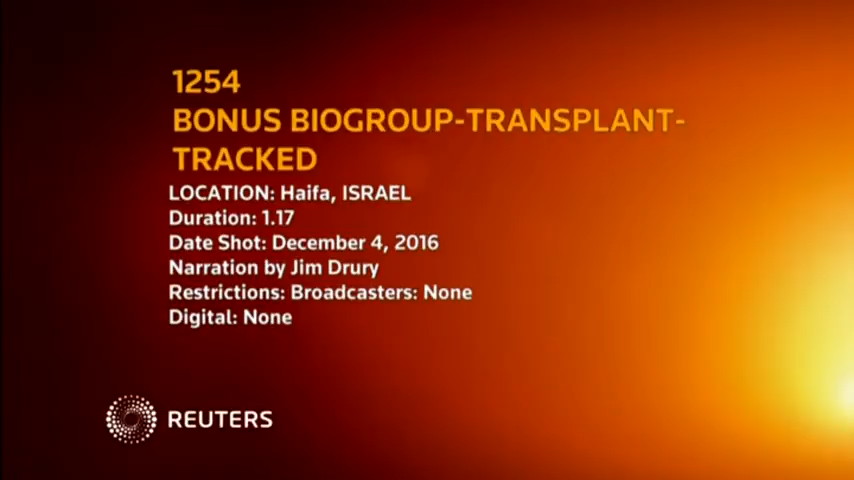 1254
BONUS BIOGROUP-TRANSPLANT-
TRACKED
LOCATION: Haifa, ISRAEL
Duration: 1.17
Date Shot: December 4, 2016
Narration by Jim Drury
Restrictions: Broadcasters: None
Digital: None
REUTERS